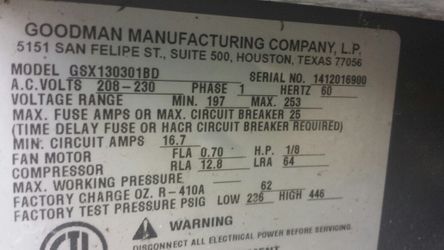 GOODMAN MANUFACTURING COMPANY, L.P.
5151 SAN FELIPE ST., SUITE 500, HOUSTON, TEXAS 77056
MODEL GSX130301BD SERIAL NO. 1412016900
A.C.VOLTS 208-230 PHASE 1 HERTZ 60
VOLTAGE RANGE MIN. 197 MAX. 253
MAX. FUSE AMPS OR MAX. CIRCUIT BREAKER 25
(TIME DELAY FUSE OR HACR CIRCUIT BREAKER REQUIRED)
MIN. CIRCUIT AMPS 16.7
FAN MOTOR FLA 0.70 H.P. 1/8
COMPRESSOR RLA 12.8 LRA 64
MAX. WORKING PRESSURE
FACTORY CHARGE OZ. R-410A 62
FACTORY TEST PRESSURE PSIG LOW 236 HIGH 446
WARNING
DISCONNECT ALL ELECTRICAL POWER BEFORE SERVICING.